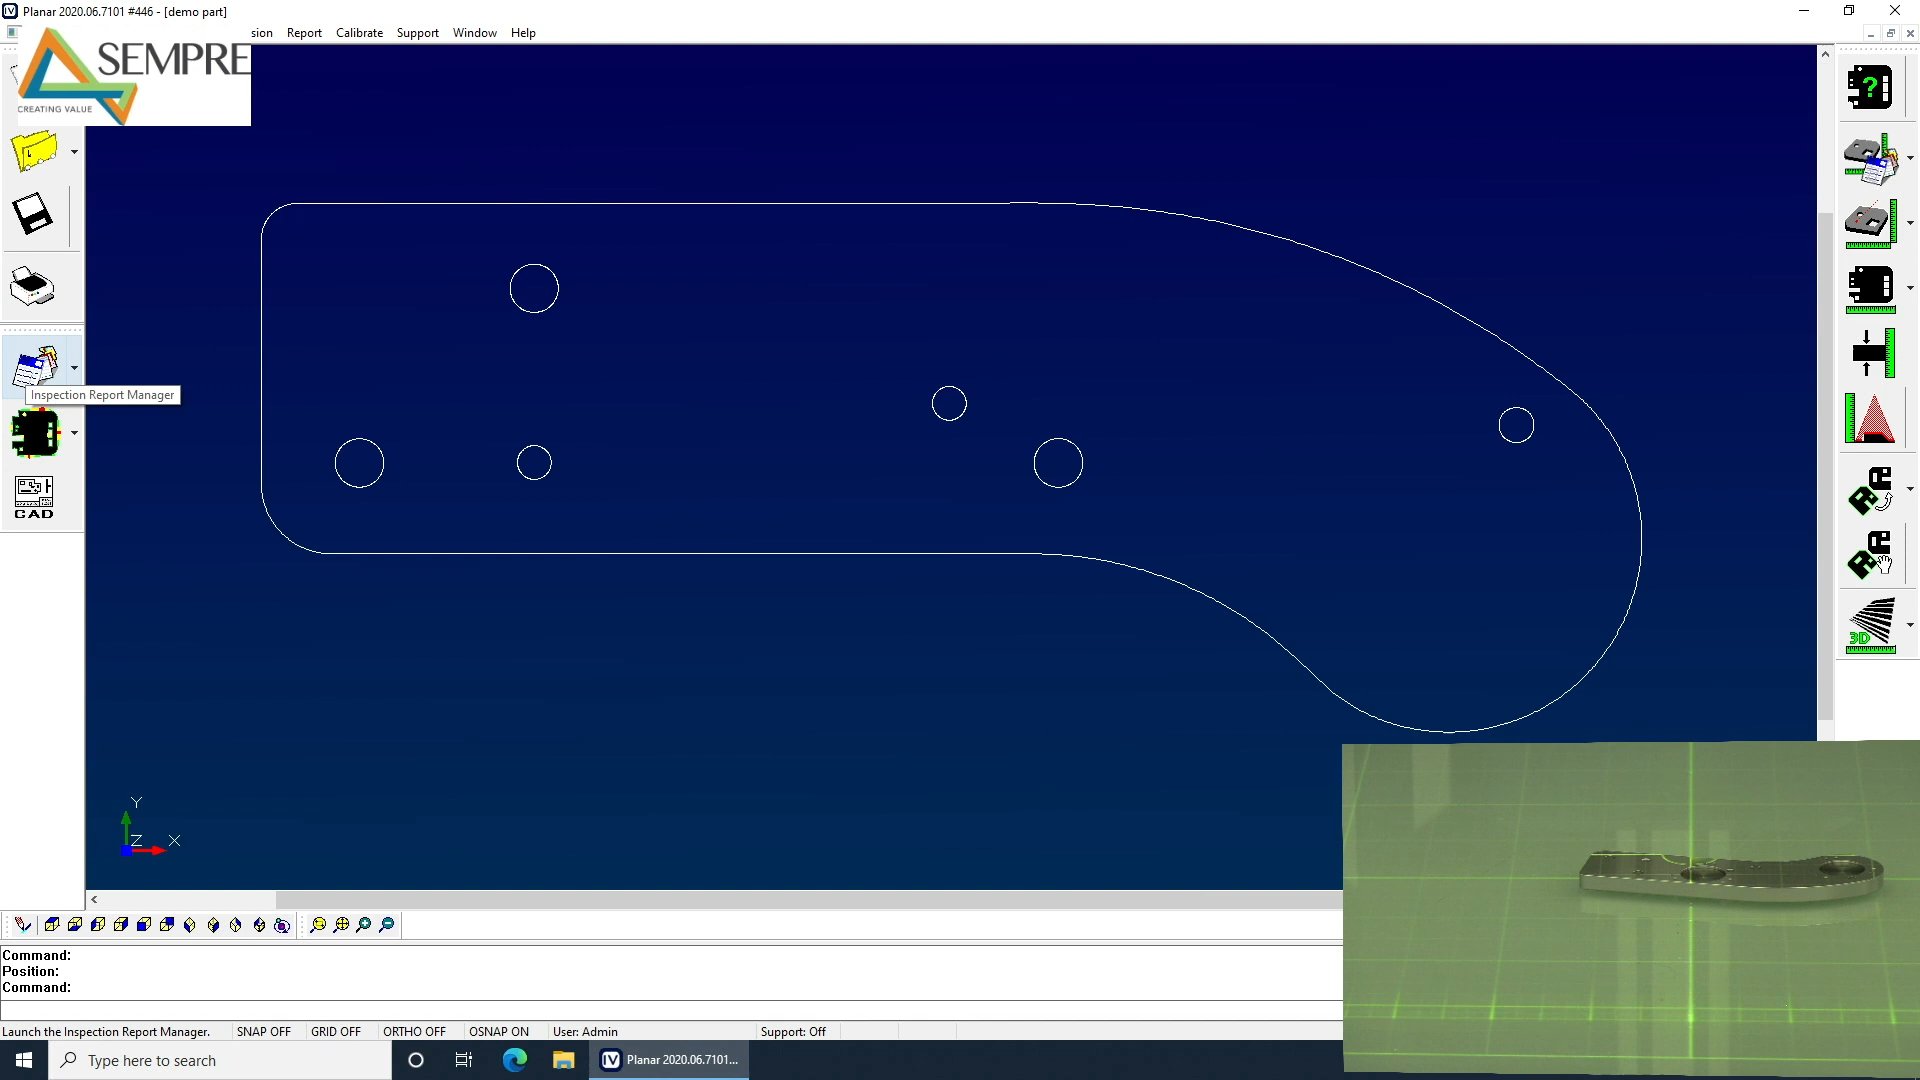 Planar 2020.06.7101 #446 - [demo part]
sion Report Calibrate Support Window Help
SEMPRE
CREATING VALUE
Inspection Report Manager
CAD
?
3D
Y
Z X
Command:
Position:
Command:
Launch the Inspection Report Manager. SNAP OFF GRID OFF ORTHO OFF OSNAP ON User: Admin Support: Off
Type here to search
IV Planar 2020.06.7101...